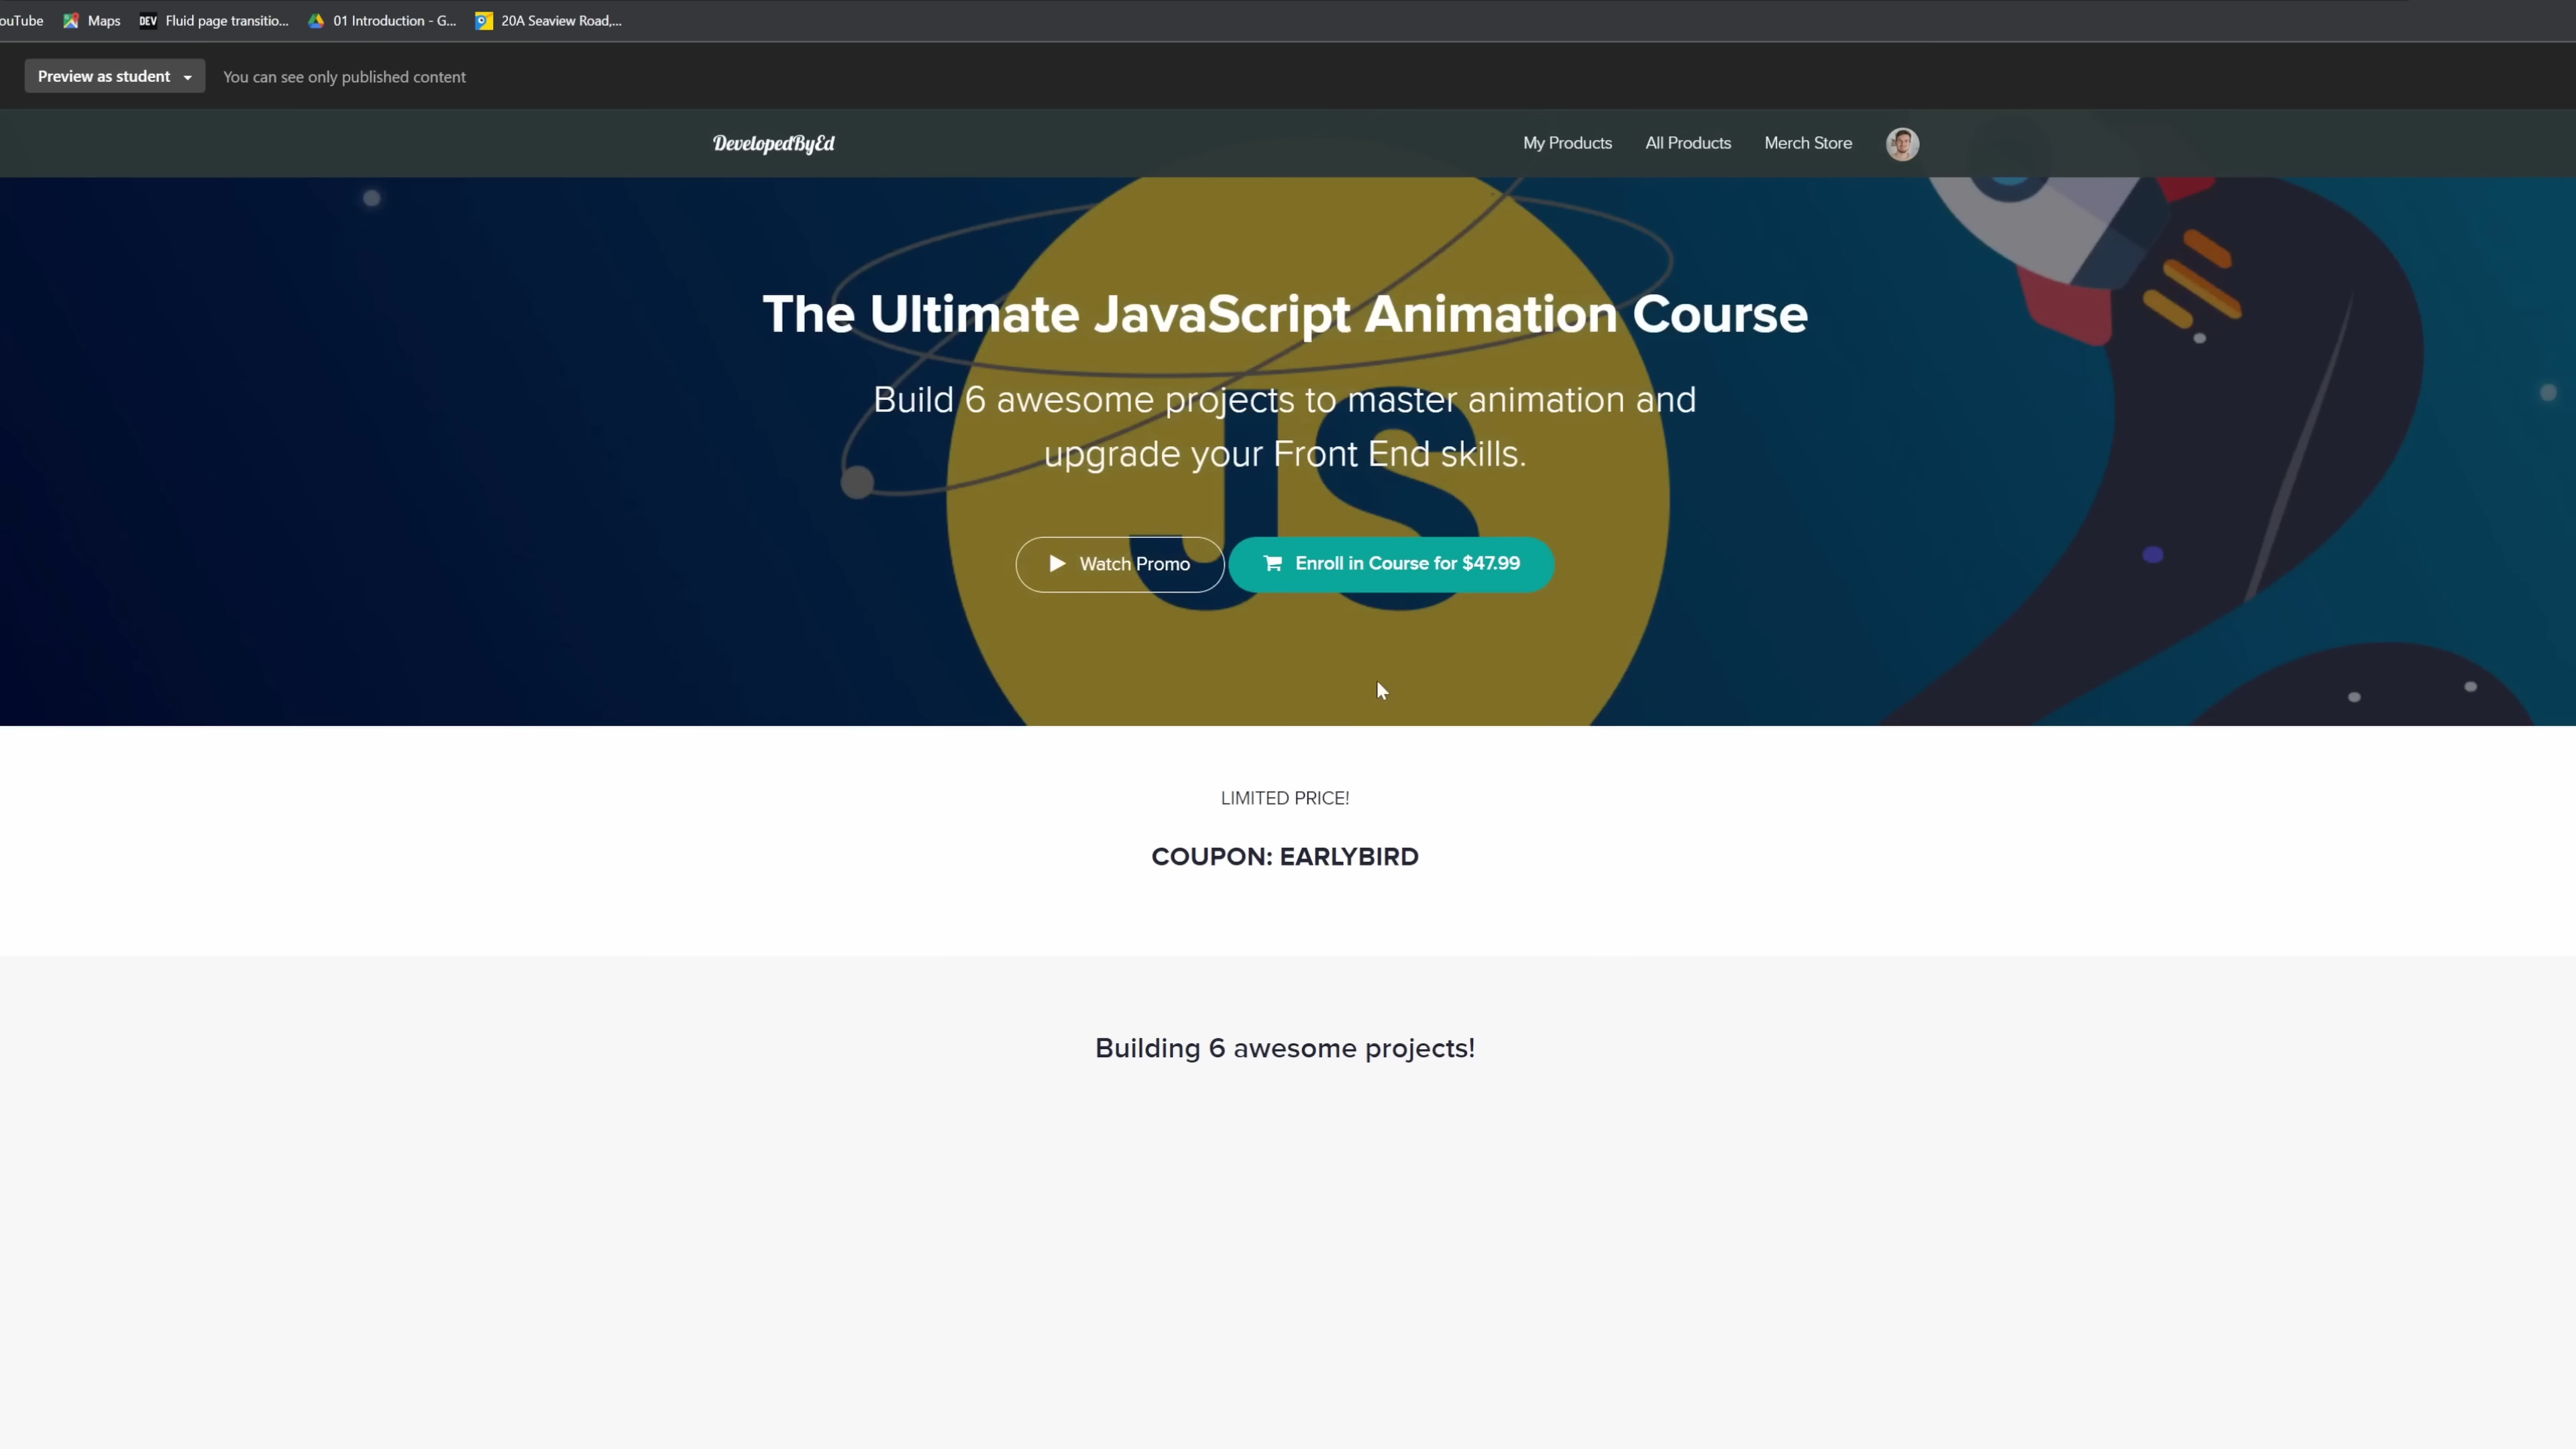 ouTube Maps DEV Fluid page transitio... 01 Introduction - G... 20A Seaview Road,...
Preview as student You can see only published content
DevelopedByEd My Products All Products Merch Store
The Ultimate JavaScript Animation Course
Build 6 awesome projects to master animation and
upgrade your Front End skills.
JS
Watch Promo Enroll in Course for $47.99
LIMITED PRICE!
COUPON: EARLYBIRD
Building 6 awesome projects!